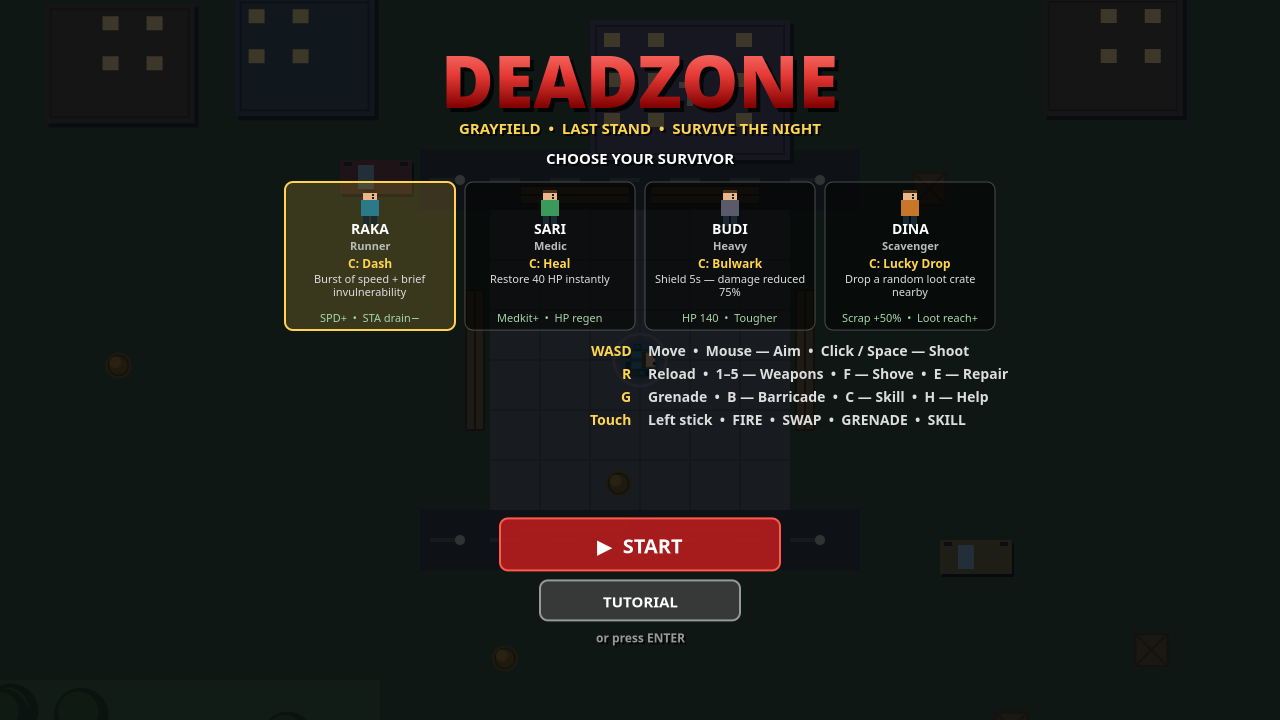 DEADZONE
GRAYFIELD • LAST STAND • SURVIVE THE NIGHT
CHOOSE YOUR SURVIVOR
RAKA
Runner
C: Dash
Burst of speed + brief
invulnerability
SPD+ • STA drain−
SARI
Medic
C: Heal
Restore 40 HP instantly
Medkit+ • HP regen
BUDI
Heavy
C: Bulwark
Shield 5s — damage reduced
75%
HP 140 • Tougher
DINA
Scavenger
C: Lucky Drop
Drop a random loot crate
nearby
Scrap +50% • Loot reach+
WASD Move • Mouse — Aim • Click / Space — Shoot
R Reload • 1–5 — Weapons • F — Shove • E — Repair
G Grenade • B — Barricade • C — Skill • H — Help
Touch Left stick • FIRE • SWAP • GRENADE • SKILL
▶ START
TUTORIAL
or press ENTER